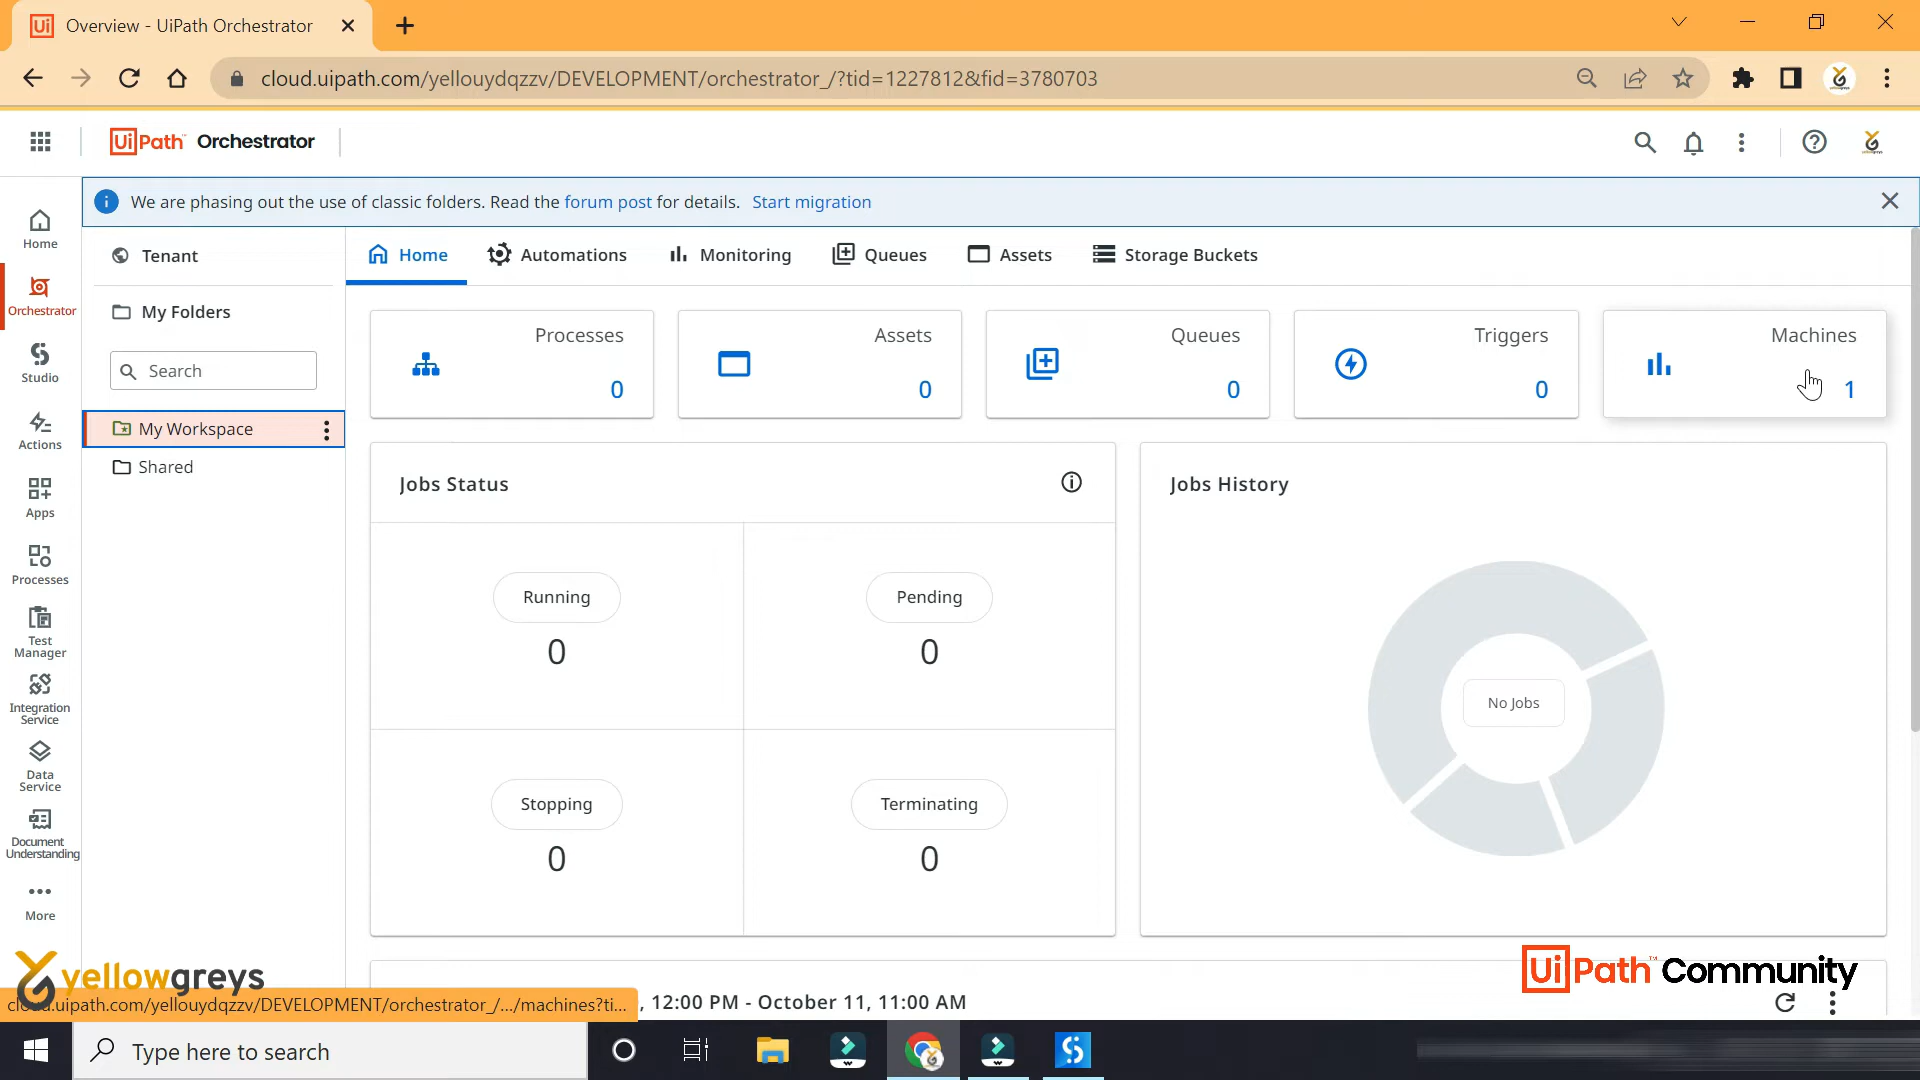 Overview - UiPath Orchestrator
cloud.uipath.com/yellouydqzzv/DEVELOPMENT/orchestrator_/?tid=1227812&fid=3780703
UiPath™ Orchestrator
We are phasing out the use of classic folders. Read the forum post for details. Start migration
Home
Orchestrator
Studio
Actions
Apps
Processes
Test
Manager
Integration
Service
Data
Service
Document
Understanding
More
Tenant
My Folders
Search
My Workspace
Shared
Home
Automations
Monitoring
Queues
Assets
Storage Buckets
Processes
0
Assets
0
Queues
0
Triggers
0
Machines
1
Jobs Status
Running
0
Pending
0
Stopping
0
Terminating
0
Jobs History
No Jobs
, 12:00 PM - October 11, 11:00 AM
yellowgreys
UiPath™ Community
cloud.uipath.com/yellouydqzzv/DEVELOPMENT/orchestrator_/.../machines?ti...
Type here to search